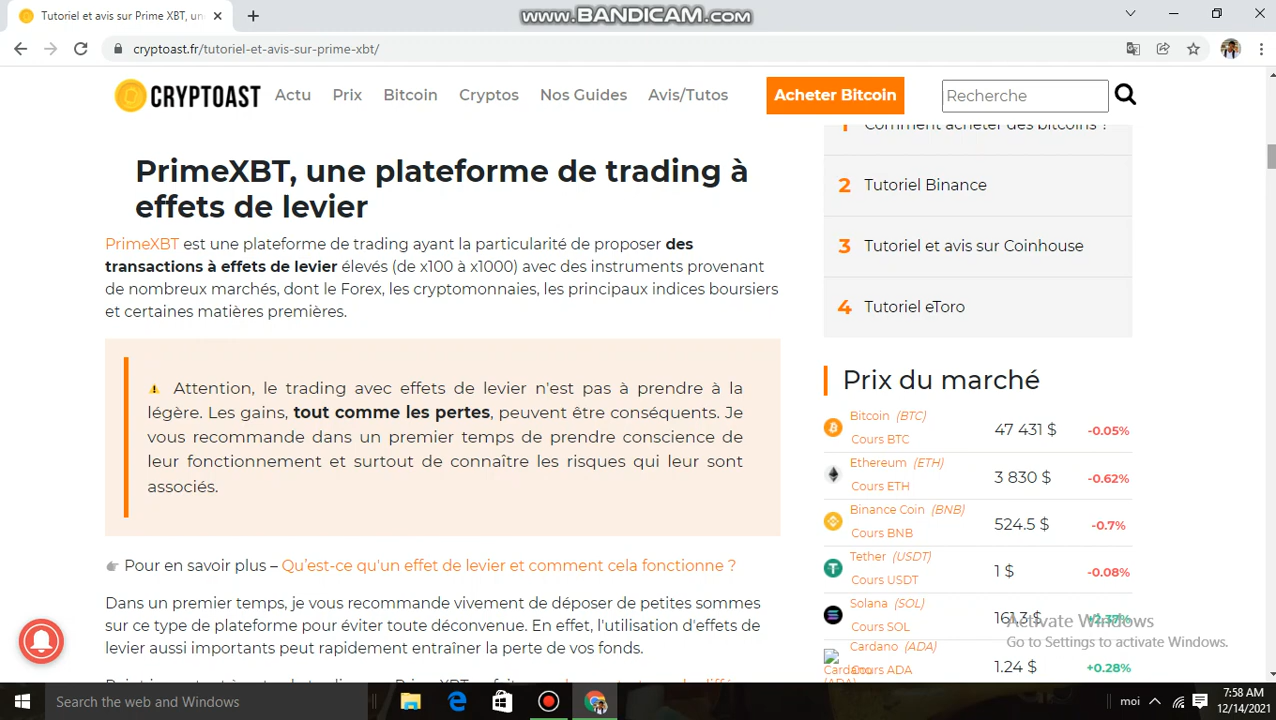 Tutoriel et avis sur Prime XBT, un
www.BANDICAM.com
cryptoast.fr/tutoriel-et-avis-sur-prime-xbt/
CRYPTOAST
Actu
Prix
Bitcoin
Cryptos
Nos Guides
Avis/Tutos
Acheter Bitcoin
Recherche
PrimeXBT, une plateforme de trading à
effets de levier
PrimeXBT est une plateforme de trading ayant la particularité de proposer des
transactions à effets de levier élevés (de x100 à x1000) avec des instruments provenant
de nombreux marchés, dont le Forex, les cryptomonnaies, les principaux indices boursiers
et certaines matières premières.
Attention, le trading avec effets de levier n'est pas à prendre à la
légère. Les gains, tout comme les pertes, peuvent être conséquents. Je
vous recommande dans un premier temps de prendre conscience de
leur fonctionnement et surtout de connaître les risques qui leur sont
associés.
Pour en savoir plus – Qu'est-ce qu'un effet de levier et comment cela fonctionne ?
Dans un premier temps, je vous recommande vivement de déposer de petites sommes
sur ce type de plateforme pour éviter toute déconvenue. En effet, l'utilisation d'effets de
levier aussi importants peut rapidement entraîner la perte de vos fonds.
1 Comment acheter des bitcoins ?
2 Tutoriel Binance
3 Tutoriel et avis sur Coinhouse
4 Tutoriel eToro
Prix du marché
Bitcoin (BTC)
Cours BTC
47 431 $
-0.05%
Ethereum (ETH)
Cours ETH
3 830 $
-0.62%
Binance Coin (BNB)
Cours BNB
524.5 $
-0.7%
Tether (USDT)
Cours USDT
1 $
-0.08%
Solana (SOL)
Cours SOL
161.3 $
+2.37%
Cardano (ADA)
Cours ADA
Cardano
(ADA)
1.24 $
+0.28%
Activate Windows
Go to Settings to activate Windows.
Search the web and Windows
moi
7:58 AM
12/14/2021